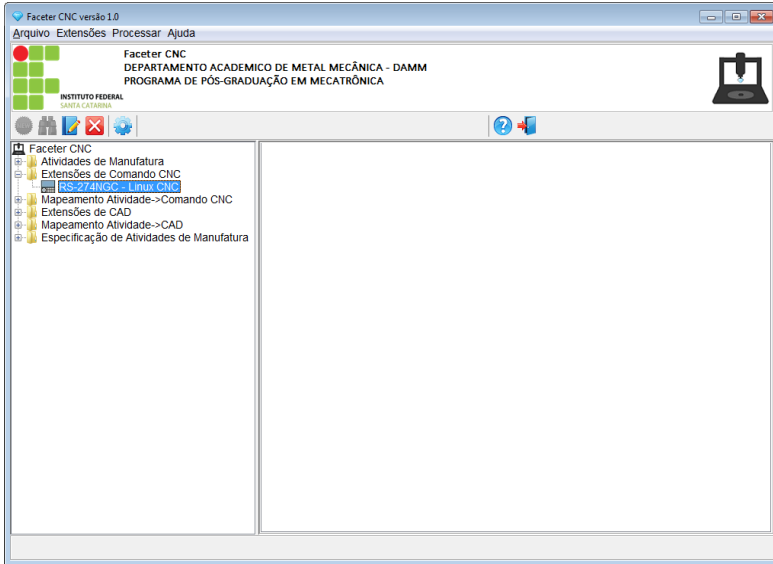 Faceter CNC versão 1.0
Arquivo Extensões Processar Ajuda
Faceter CNC
DEPARTAMENTO ACADEMICO DE METAL MECÂNICA - DAMM
PROGRAMA DE PÓS-GRADUAÇÃO EM MECATRÔNICA
INSTITUTO FEDERAL
SANTA CATARINA
Faceter CNC
Atividades de Manufatura
Extensões de Comando CNC
RS-274NGC - Linux CNC
Mapeamento Atividade->Comando CNC
Extensões de CAD
Mapeamento Atividade->CAD
Especificação de Atividades de Manufatura